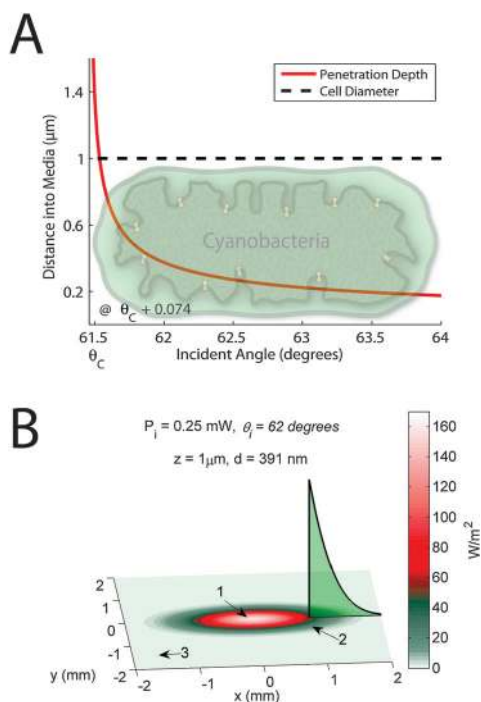 A
Penetration Depth
Cell Diameter
Distance into Media (μm)
1.4
1
0.6
0.2
Cyanobacteria
@ θC + 0.074
61.5 62 62.5 63 63.5 64
θC
Incident Angle (degrees)
B
Pi = 0.25 mW, θi = 62 degrees
z = 1μm, d = 391 nm
160
140
120
100
80
60
40
20
0
W/m²
1
2
3
2
1
0
-1
-2
y (mm)
-2 -1 0 1 2
x (mm)